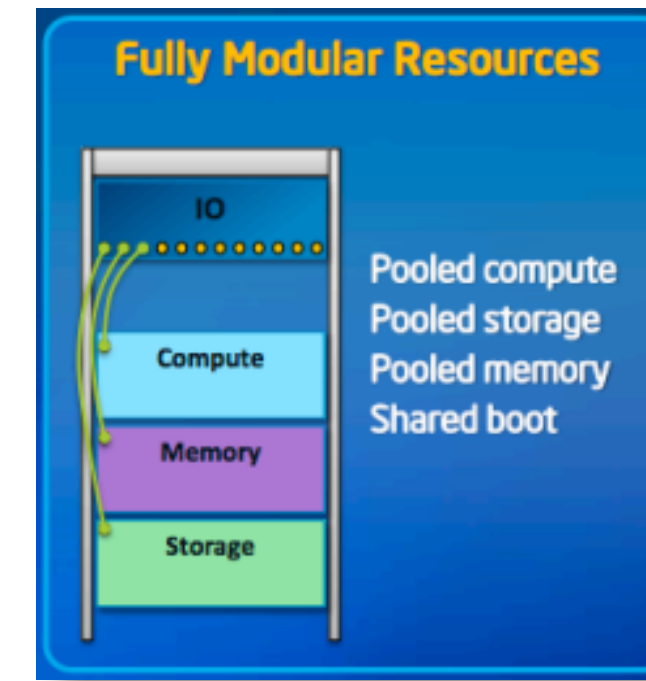 Fully Modular Resources
IO
Compute
Memory
Storage
Pooled compute
Pooled storage
Pooled memory
Shared boot